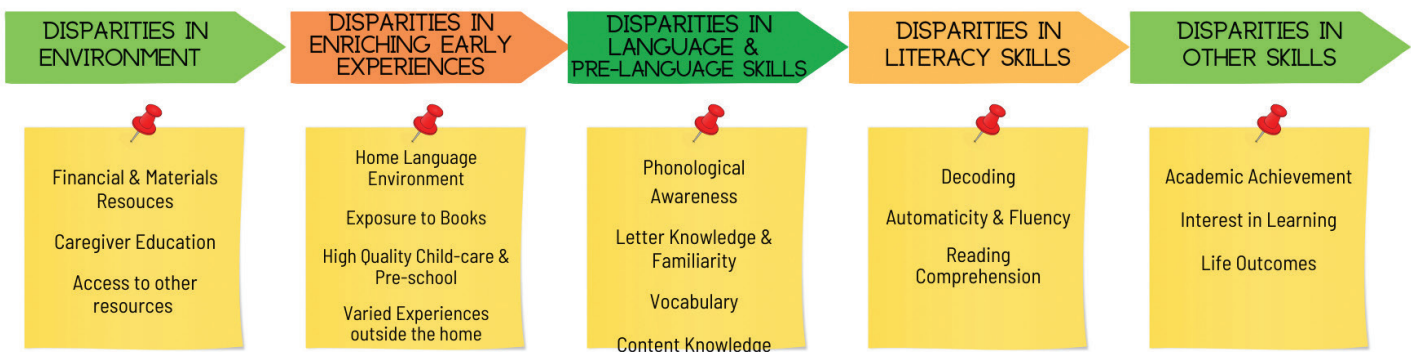 DISPARITIES IN
ENVIRONMENT
DISPARITIES IN
ENRICHING EARLY
EXPERIENCES
DISPARITIES IN
LANGUAGE &
PRE-LANGUAGE SKILLS
DISPARITIES IN
LITERACY SKILLS
DISPARITIES IN
OTHER SKILLS
Financial & Materials
Resouces
Caregiver Education
Access to other
resources
Home Language
Environment
Exposure to Books
High Quality Child-care &
Pre-school
Varied Experiences
outside the home
Phonological
Awareness
Letter Knowledge &
Familiarity
Vocabulary
Content Knowledge
Decoding
Automaticity & Fluency
Reading
Comprehension
Academic Achievement
Interest in Learning
Life Outcomes